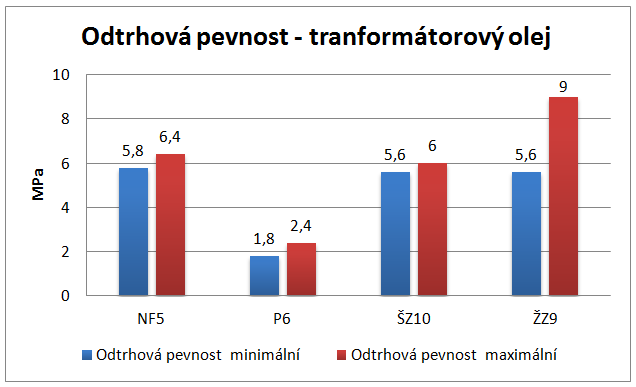 Odtrhová pevnost - tranformátorový olej
MPa
10
8
6
4
2
0
5,8
6,4
1,8
2,4
5,6
6
5,6
9
NF5
P6
ŠZ10
ŽZ9
Odtrhová pevnost minimální
Odtrhová pevnost maximální